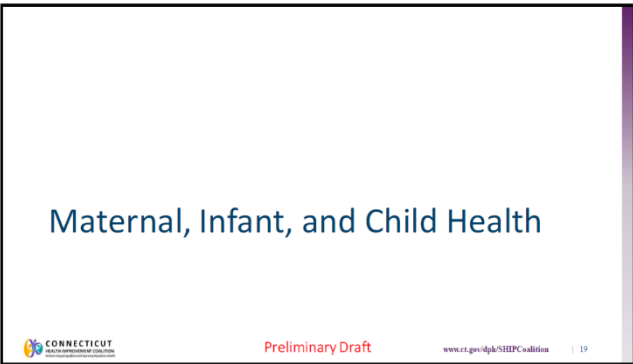 Maternal, Infant, and Child Health
CONNECTICUT
HEALTH IMPROVEMENT COALITION
Preliminary Draft
www.ct.gov/dph/SHIPCoalition | 19